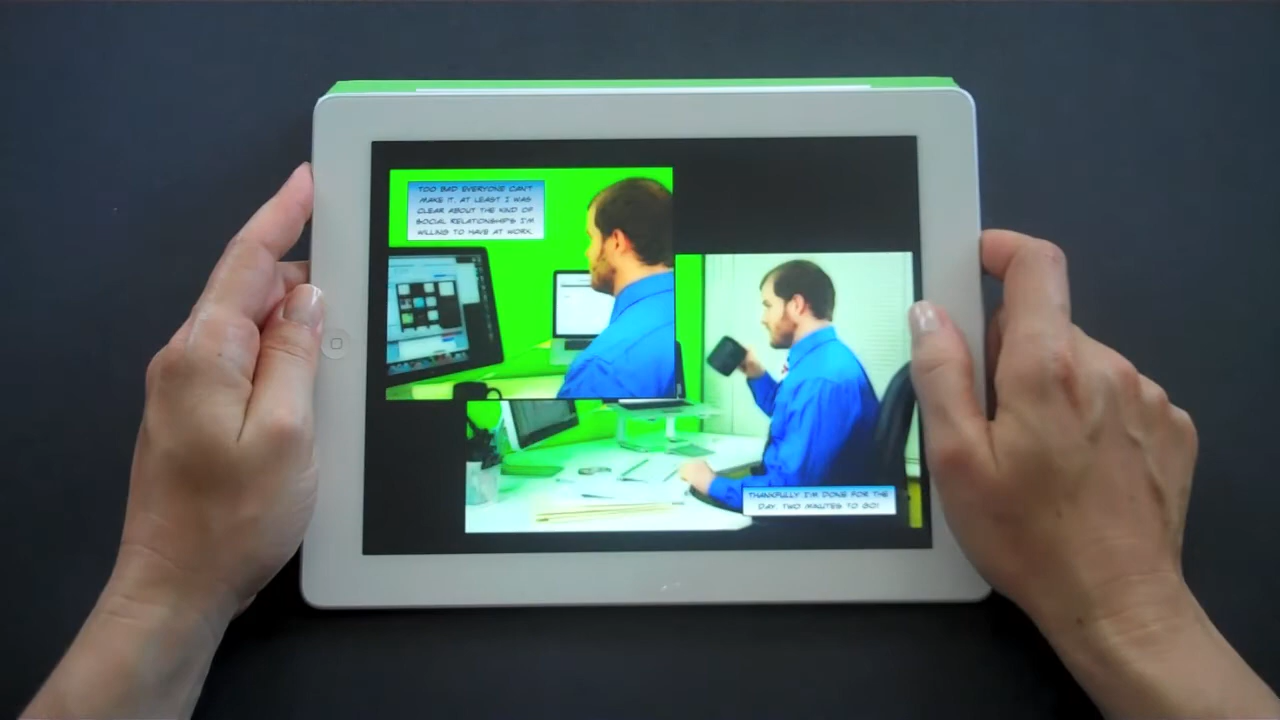 TOO BAD EVERYONE CAN'T
MAKE IT. AT LEAST I WAS
CLEAR ABOUT THE KIND OF
SOCIAL RELATIONSHIPS I'M
WILLING TO HAVE AT WORK.
THANKFULLY I'M DONE FOR THE
DAY. TWO MINUTES TO GO!